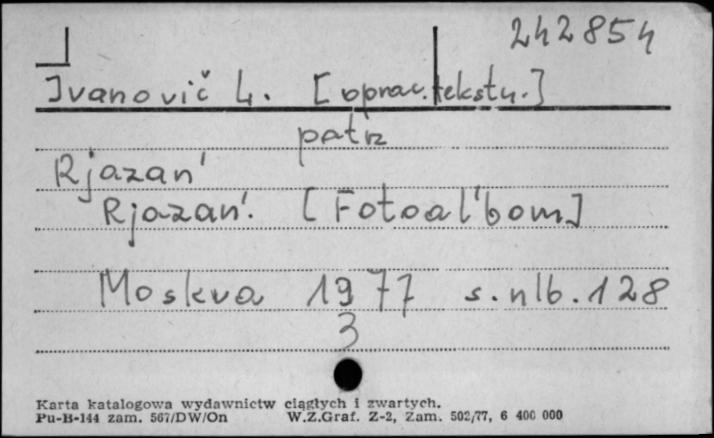 242854
Ivanovič L. [oprac. tekstu.]
patrz
Rjazan'
Rjazan'. [Fotoal'bom]
Moskva 1977 s. nlb. 128
3
Karta katalogowa wydawnictw ciągłych i zwartych.
Pu-B-144 zam. 567/DW/On W.Z.Graf. Z-2, Zam. 502/77, 6 400 000